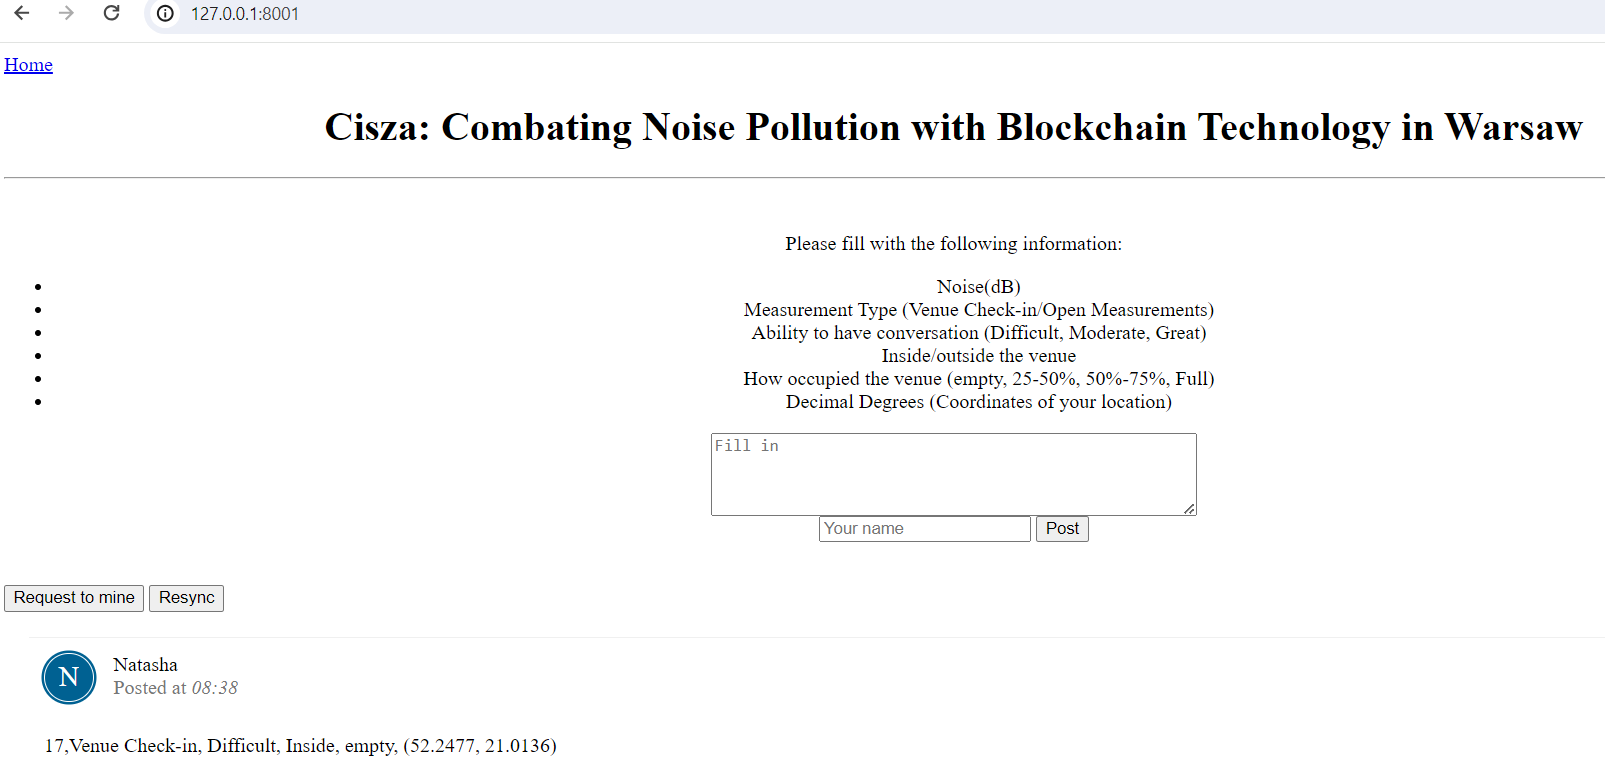 127.0.0.1:8001
Home
Cisza: Combating Noise Pollution with Blockchain Technology in Warsaw
Please fill with the following information:
Noise(dB)
Measurement Type (Venue Check-in/Open Measurements)
Ability to have conversation (Difficult, Moderate, Great)
Inside/outside the venue
How occupied the venue (empty, 25-50%, 50%-75%, Full)
Decimal Degrees (Coordinates of your location)
Fill in
Your name Post
Request to mine Resync
N
Natasha
Posted at 08:38
17,Venue Check-in, Difficult, Inside, empty, (52.2477, 21.0136)